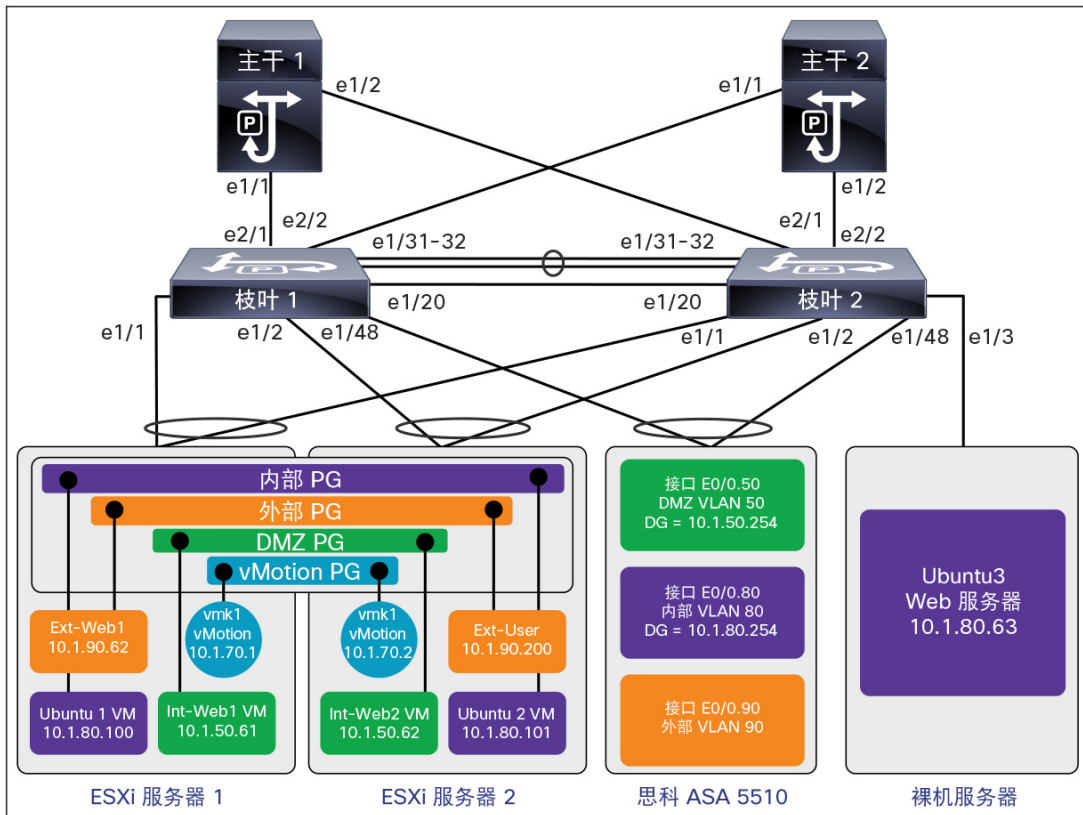 主干 1
主干 2
e1/2
e1/1
P
P
e1/1
e1/2
e2/2
e2/1
e2/1
e2/2
e1/31-32
e1/31-32
P
P
枝叶 1
枝叶 2
e1/20
e1/20
e1/1
e1/2
e1/48
e1/1
e1/2
e1/48
e1/3
内部 PG
外部 PG
DMZ PG
vMotion PG
Ext-Web1
10.1.90.62
vmk1
vMotion
10.1.70.1
vmk1
vMotion
10.1.70.2
Ext-User
10.1.90.200
Ubuntu 1 VM
10.1.80.100
Int-Web1 VM
10.1.50.61
Int-Web2 VM
10.1.50.62
Ubuntu 2 VM
10.1.80.101
接口 E0/0.50
DMZ VLAN 50
DG = 10.1.50.254
接口 E0/0.80
内部 VLAN 80
DG = 10.1.80.254
接口 E0/0.90
外部 VLAN 90
Ubuntu3
Web 服务器
10.1.80.63
ESXi 服务器 1
ESXi 服务器 2
思科 ASA 5510
裸机服务器